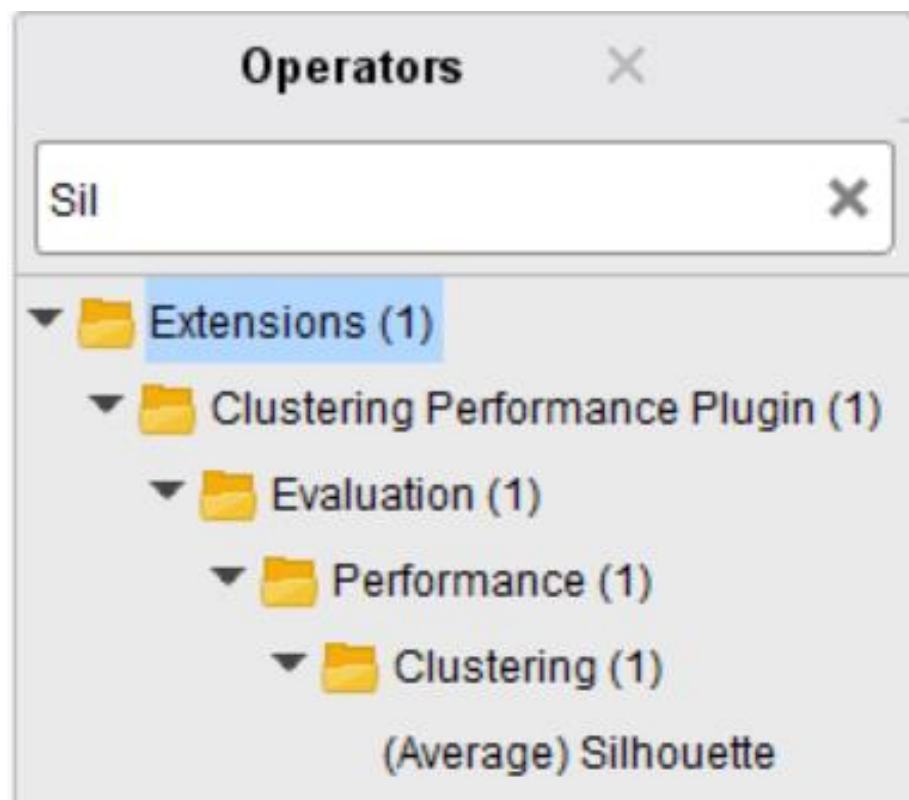 Operators
Sil
Extensions (1)
Clustering Performance Plugin (1)
Evaluation (1)
Performance (1)
Clustering (1)
(Average) Silhouette